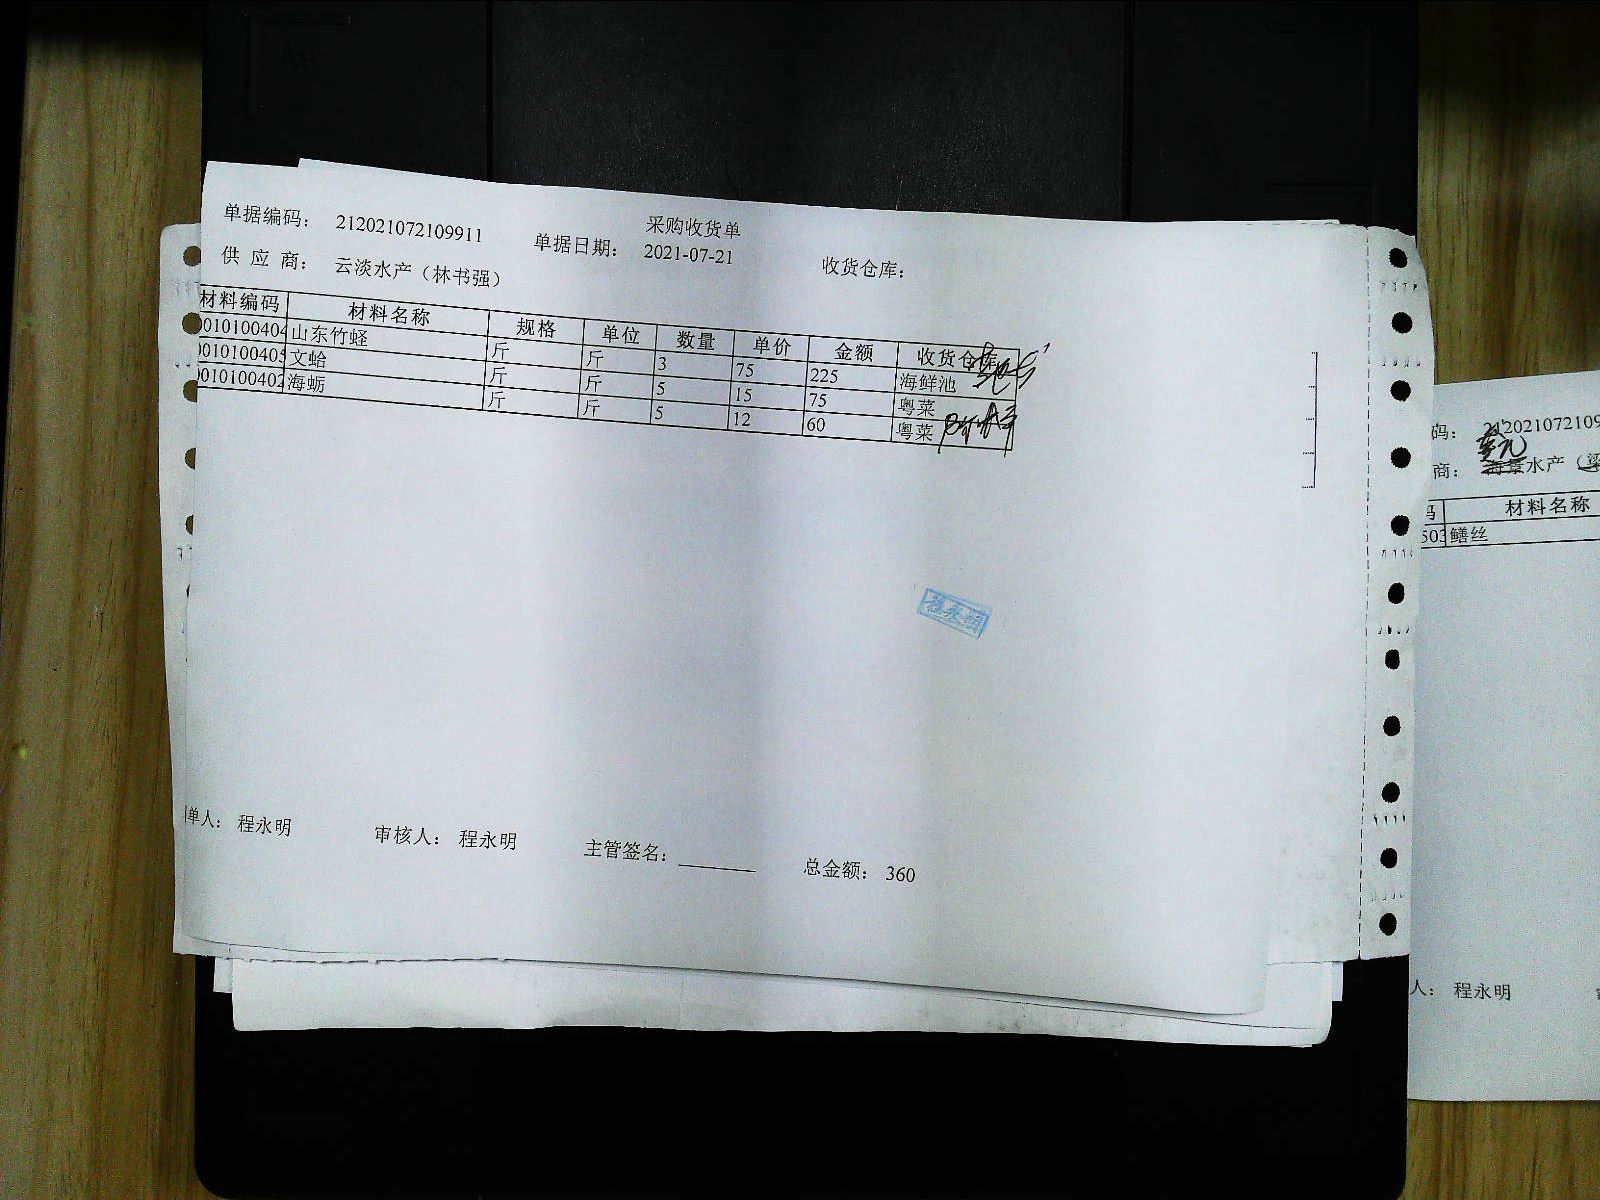 采购收货单
单据编码： 212021072109911 单据日期： 2021-07-21 收货仓库：
供 应 商： 云淡水产（林书强）
材料编码 材料名称 规格 单位 数量 单价 金额 收货仓库
0010100404 山东竹蛏 斤 斤 3 75 225 海鲜池
0010100405 文蛤 斤 斤 5 15 75 粤菜
0010100402 海蛎 斤 斤 5 12 60 粤菜
程永明
单人： 程永明 审核人： 程永明 主管签名： 总金额： 360
码： 212021072109
商： 水产（梁
码 材料名称
503 鳝丝
人： 程永明